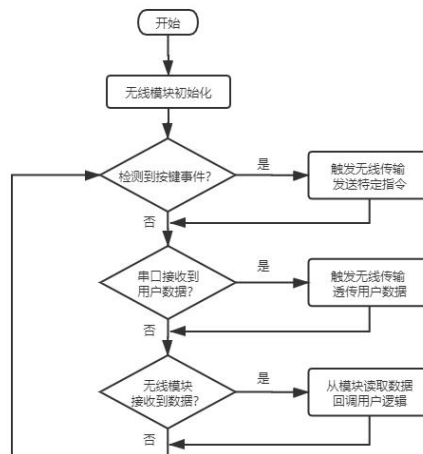 开始
无线模块初始化
检测到按键事件?
是
触发无线传输
发送特定指令
否
串口接收到
用户数据?
是
触发无线传输
透传用户数据
否
无线模块
接收到数据?
是
从模块读取数据
回调用户逻辑
否